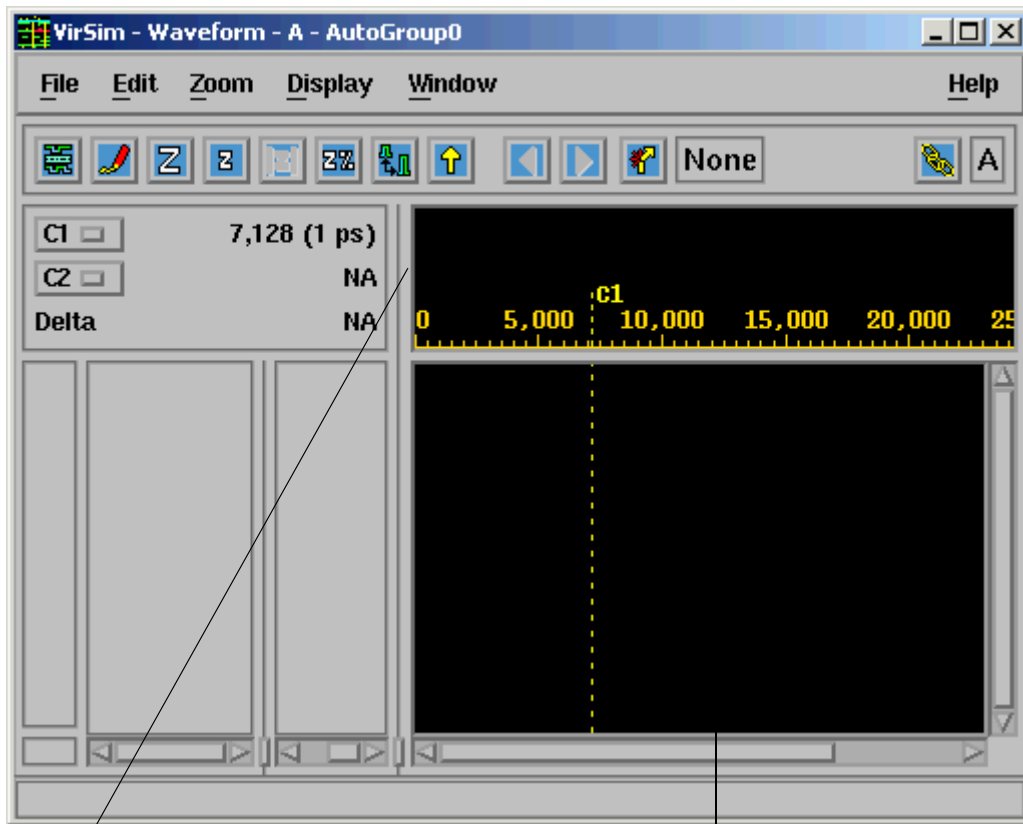 VirSim - Waveform - A - AutoGroup0
File Edit Zoom Display Window Help
Z z z% None A
C1 7,128 (1 ps)
C2 NA
Delta NA
C1
0 5,000 10,000 15,000 20,000 25